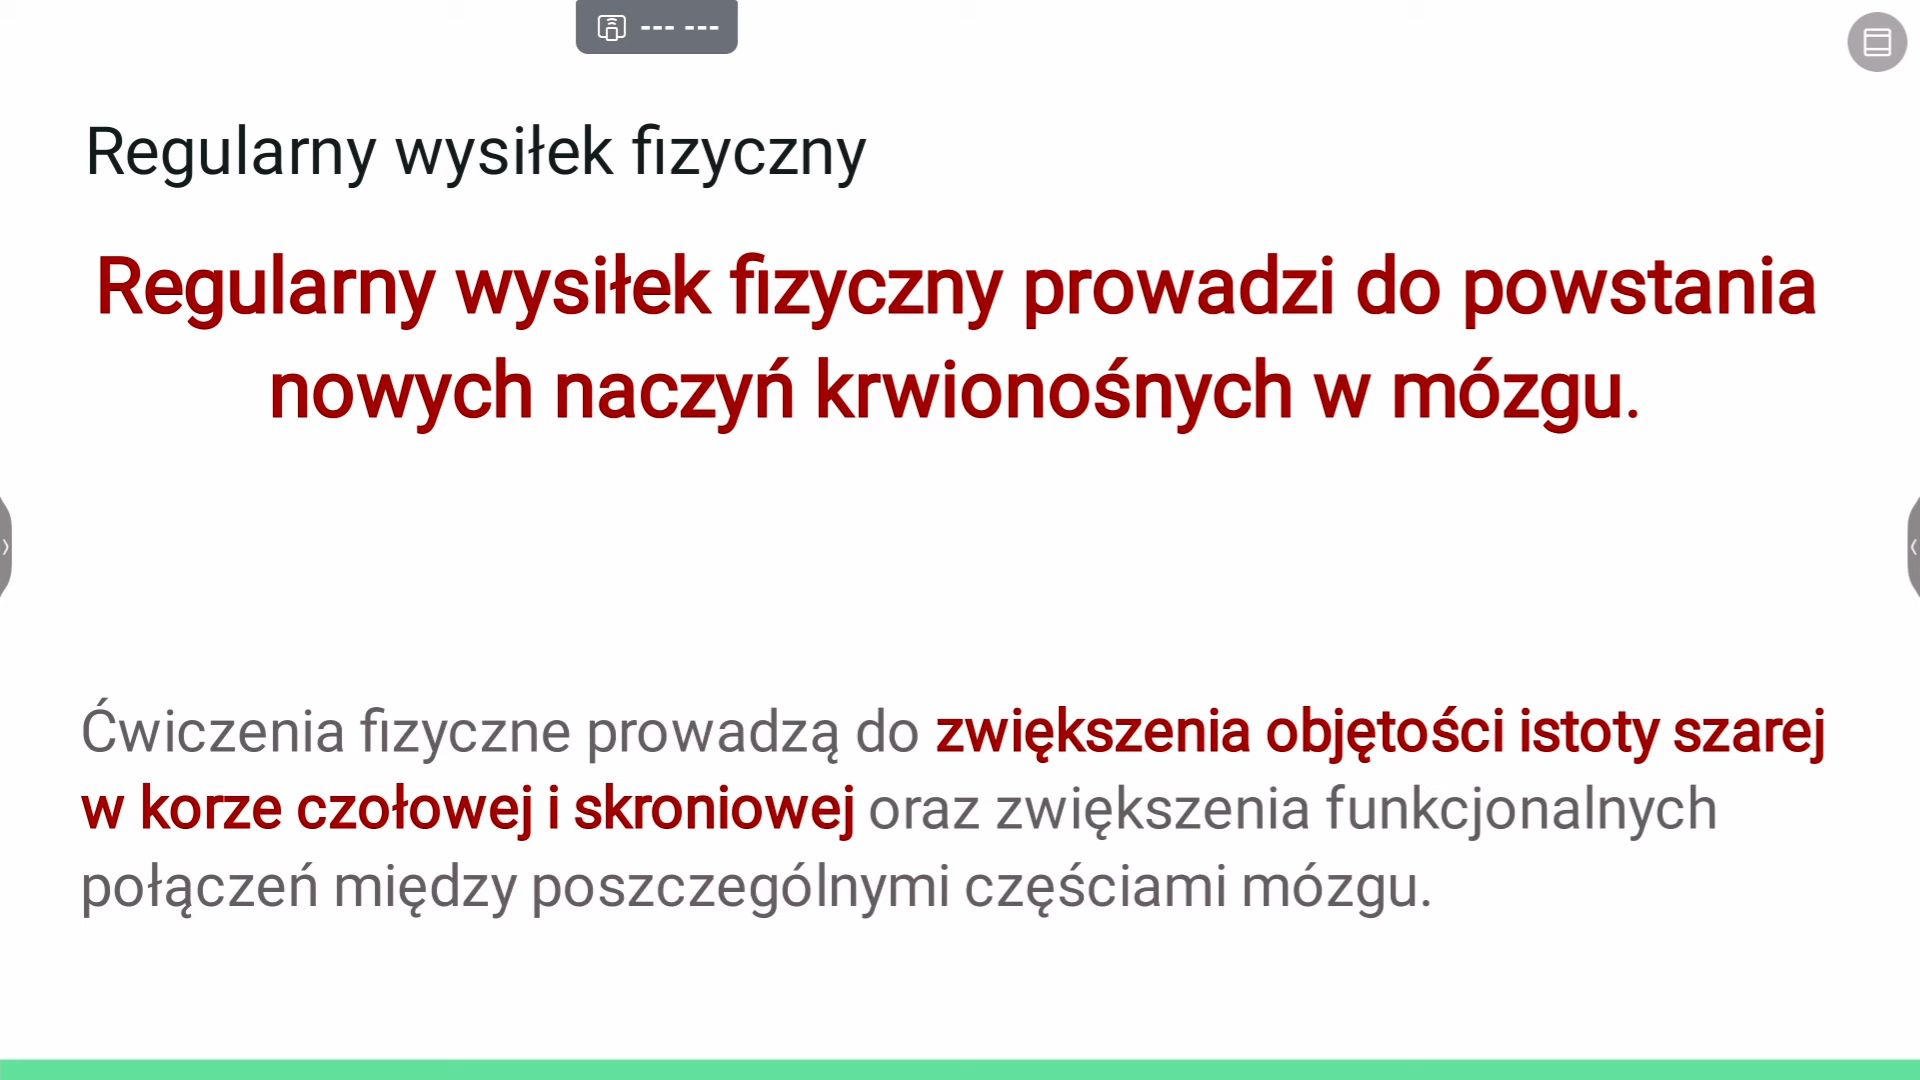 --- ---
Regularny wysiłek fizyczny
Regularny wysiłek fizyczny prowadzi do powstania
nowych naczyń krwionośnych w mózgu.
Ćwiczenia fizyczne prowadzą do zwiększenia objętości istoty szarej
w korze czołowej i skroniowej oraz zwiększenia funkcjonalnych
połączeń między poszczególnymi częściami mózgu.